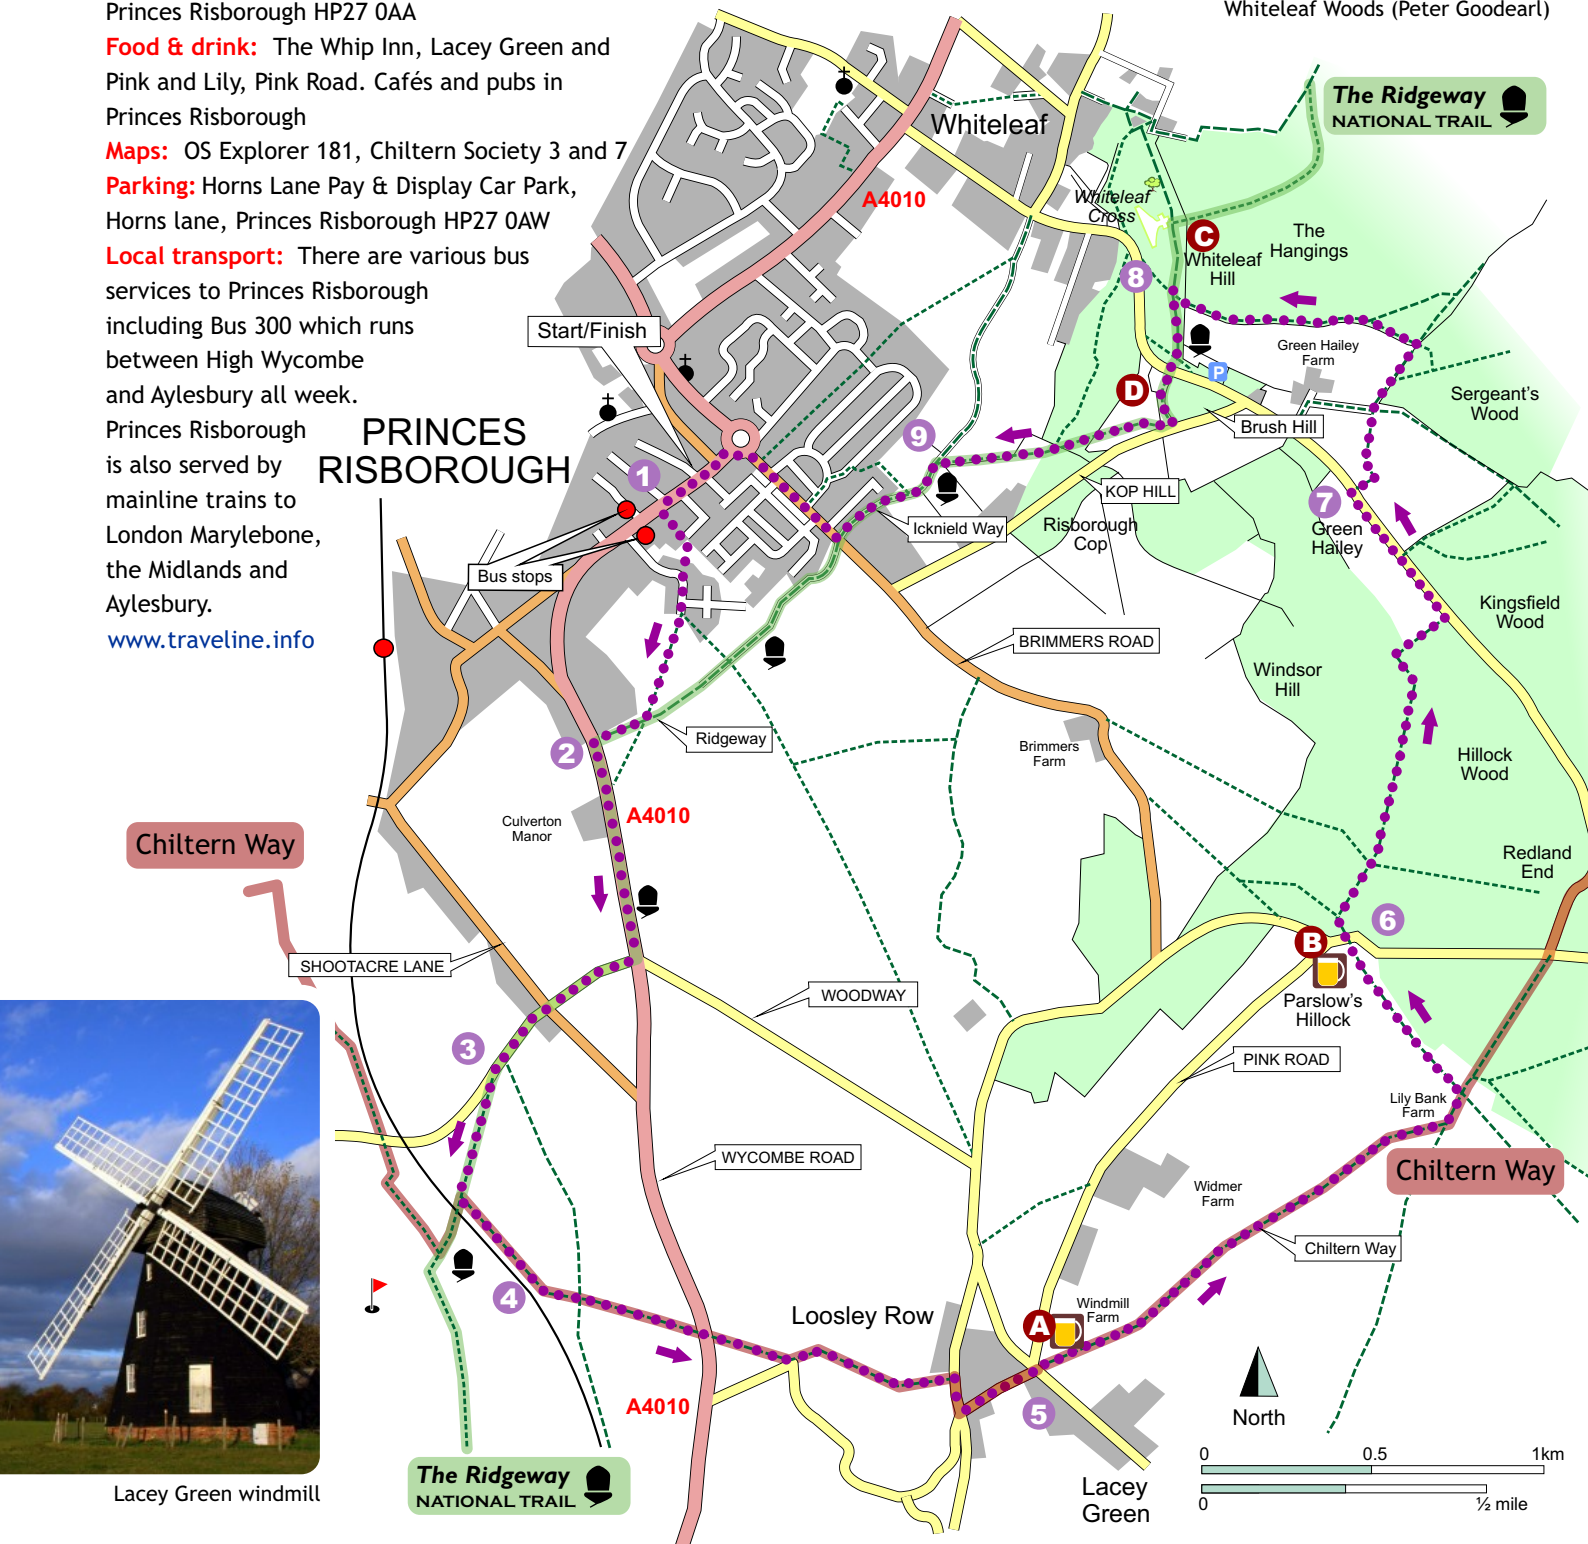 Princes Risborough HP27 0AA
Food & drink: The Whip Inn, Lacey Green and
Pink and Lily, Pink Road. Cafés and pubs in
Princes Risborough
Maps: OS Explorer 181, Chiltern Society 3 and 7
Parking: Horns Lane Pay & Display Car Park,
Horns lane, Princes Risborough HP27 0AW
Local transport: There are various bus
services to Princes Risborough
including Bus 300 which runs
between High Wycombe
and Aylesbury all week.
Princes Risborough
is also served by
mainline trains to
London Marylebone,
the Midlands and
Aylesbury.
www.traveline.info
Whiteleaf Woods (Peter Goodearl)
The Ridgeway
NATIONAL TRAIL
Whiteleaf
A4010
Whiteleaf
Cross
C
Whiteleaf
Hill
The
Hangings
8
Start/Finish
Green Hailey
Farm
P
D
Sergeant's
Wood
Brush Hill
PRINCES
RISBOROUGH
9
1
KOP HILL
7
Icknield Way
Risborough
Cop
Green
Hailey
Bus stops
Kingsfield
Wood
BRIMMERS ROAD
Windsor
Hill
Ridgeway
2
Brimmers
Farm
Hillock
Wood
Culverton
Manor
A4010
Chiltern Way
Redland
End
6
B
SHOOTACRE LANE
WOODWAY
Parslow's
Hillock
3
PINK ROAD
Lily Bank
Farm
WYCOMBE ROAD
Chiltern Way
Widmer
Farm
Chiltern Way
4
Loosley Row
Windmill
Farm
A
A4010
5
North
Lacey
Green
0 0.5 1km
0 ½ mile
The Ridgeway
NATIONAL TRAIL
Lacey Green windmill